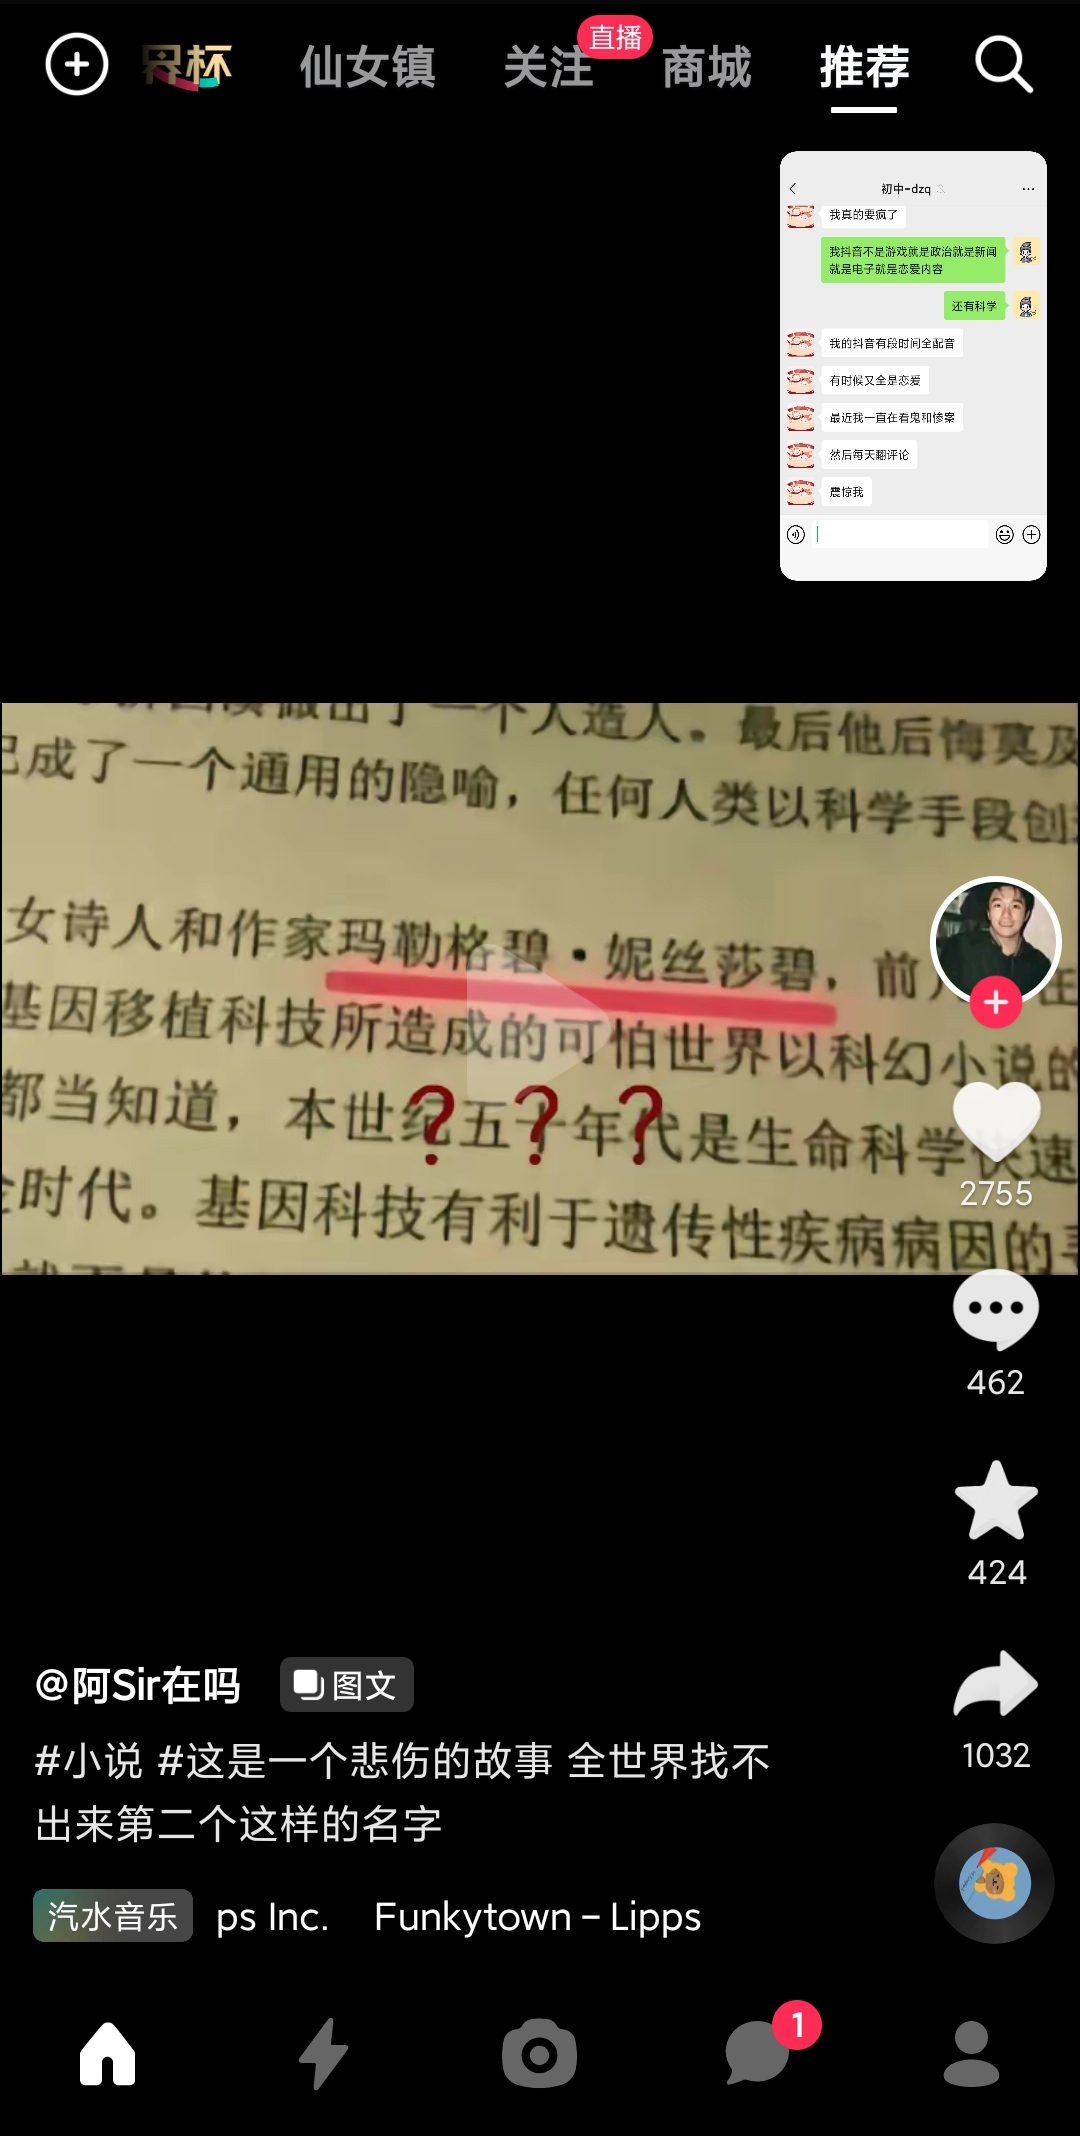 界杯
仙女镇
关注
直播
商城
推荐
初中-dzq
我真的要疯了
我抖音不是游戏就是政治就是新闻
就是电子就是恋爱内容
还有科学
我的抖音有段时间全配音
有时候又全是恋爱
最近我一直在看鬼和惨案
然后每天翻评论
震惊我
做出了一个人造人。最后他后悔莫及
已成了一个通用的隐喻，任何人类以科学手段创
女诗人和作家玛勒格碧·妮丝莎碧，前
基因移植科技所造成的可怕世界以科幻小说的
都当知道，本世纪五十年代是生命科学快速
时代。基因科技有利于遗传性疾病病因的
？？？
2755
462
424
1032
@阿Sir在吗
图文
#小说 #这是一个悲伤的故事 全世界找不
出来第二个这样的名字
汽水音乐
ps Inc.
Funkytown - Lipps
1